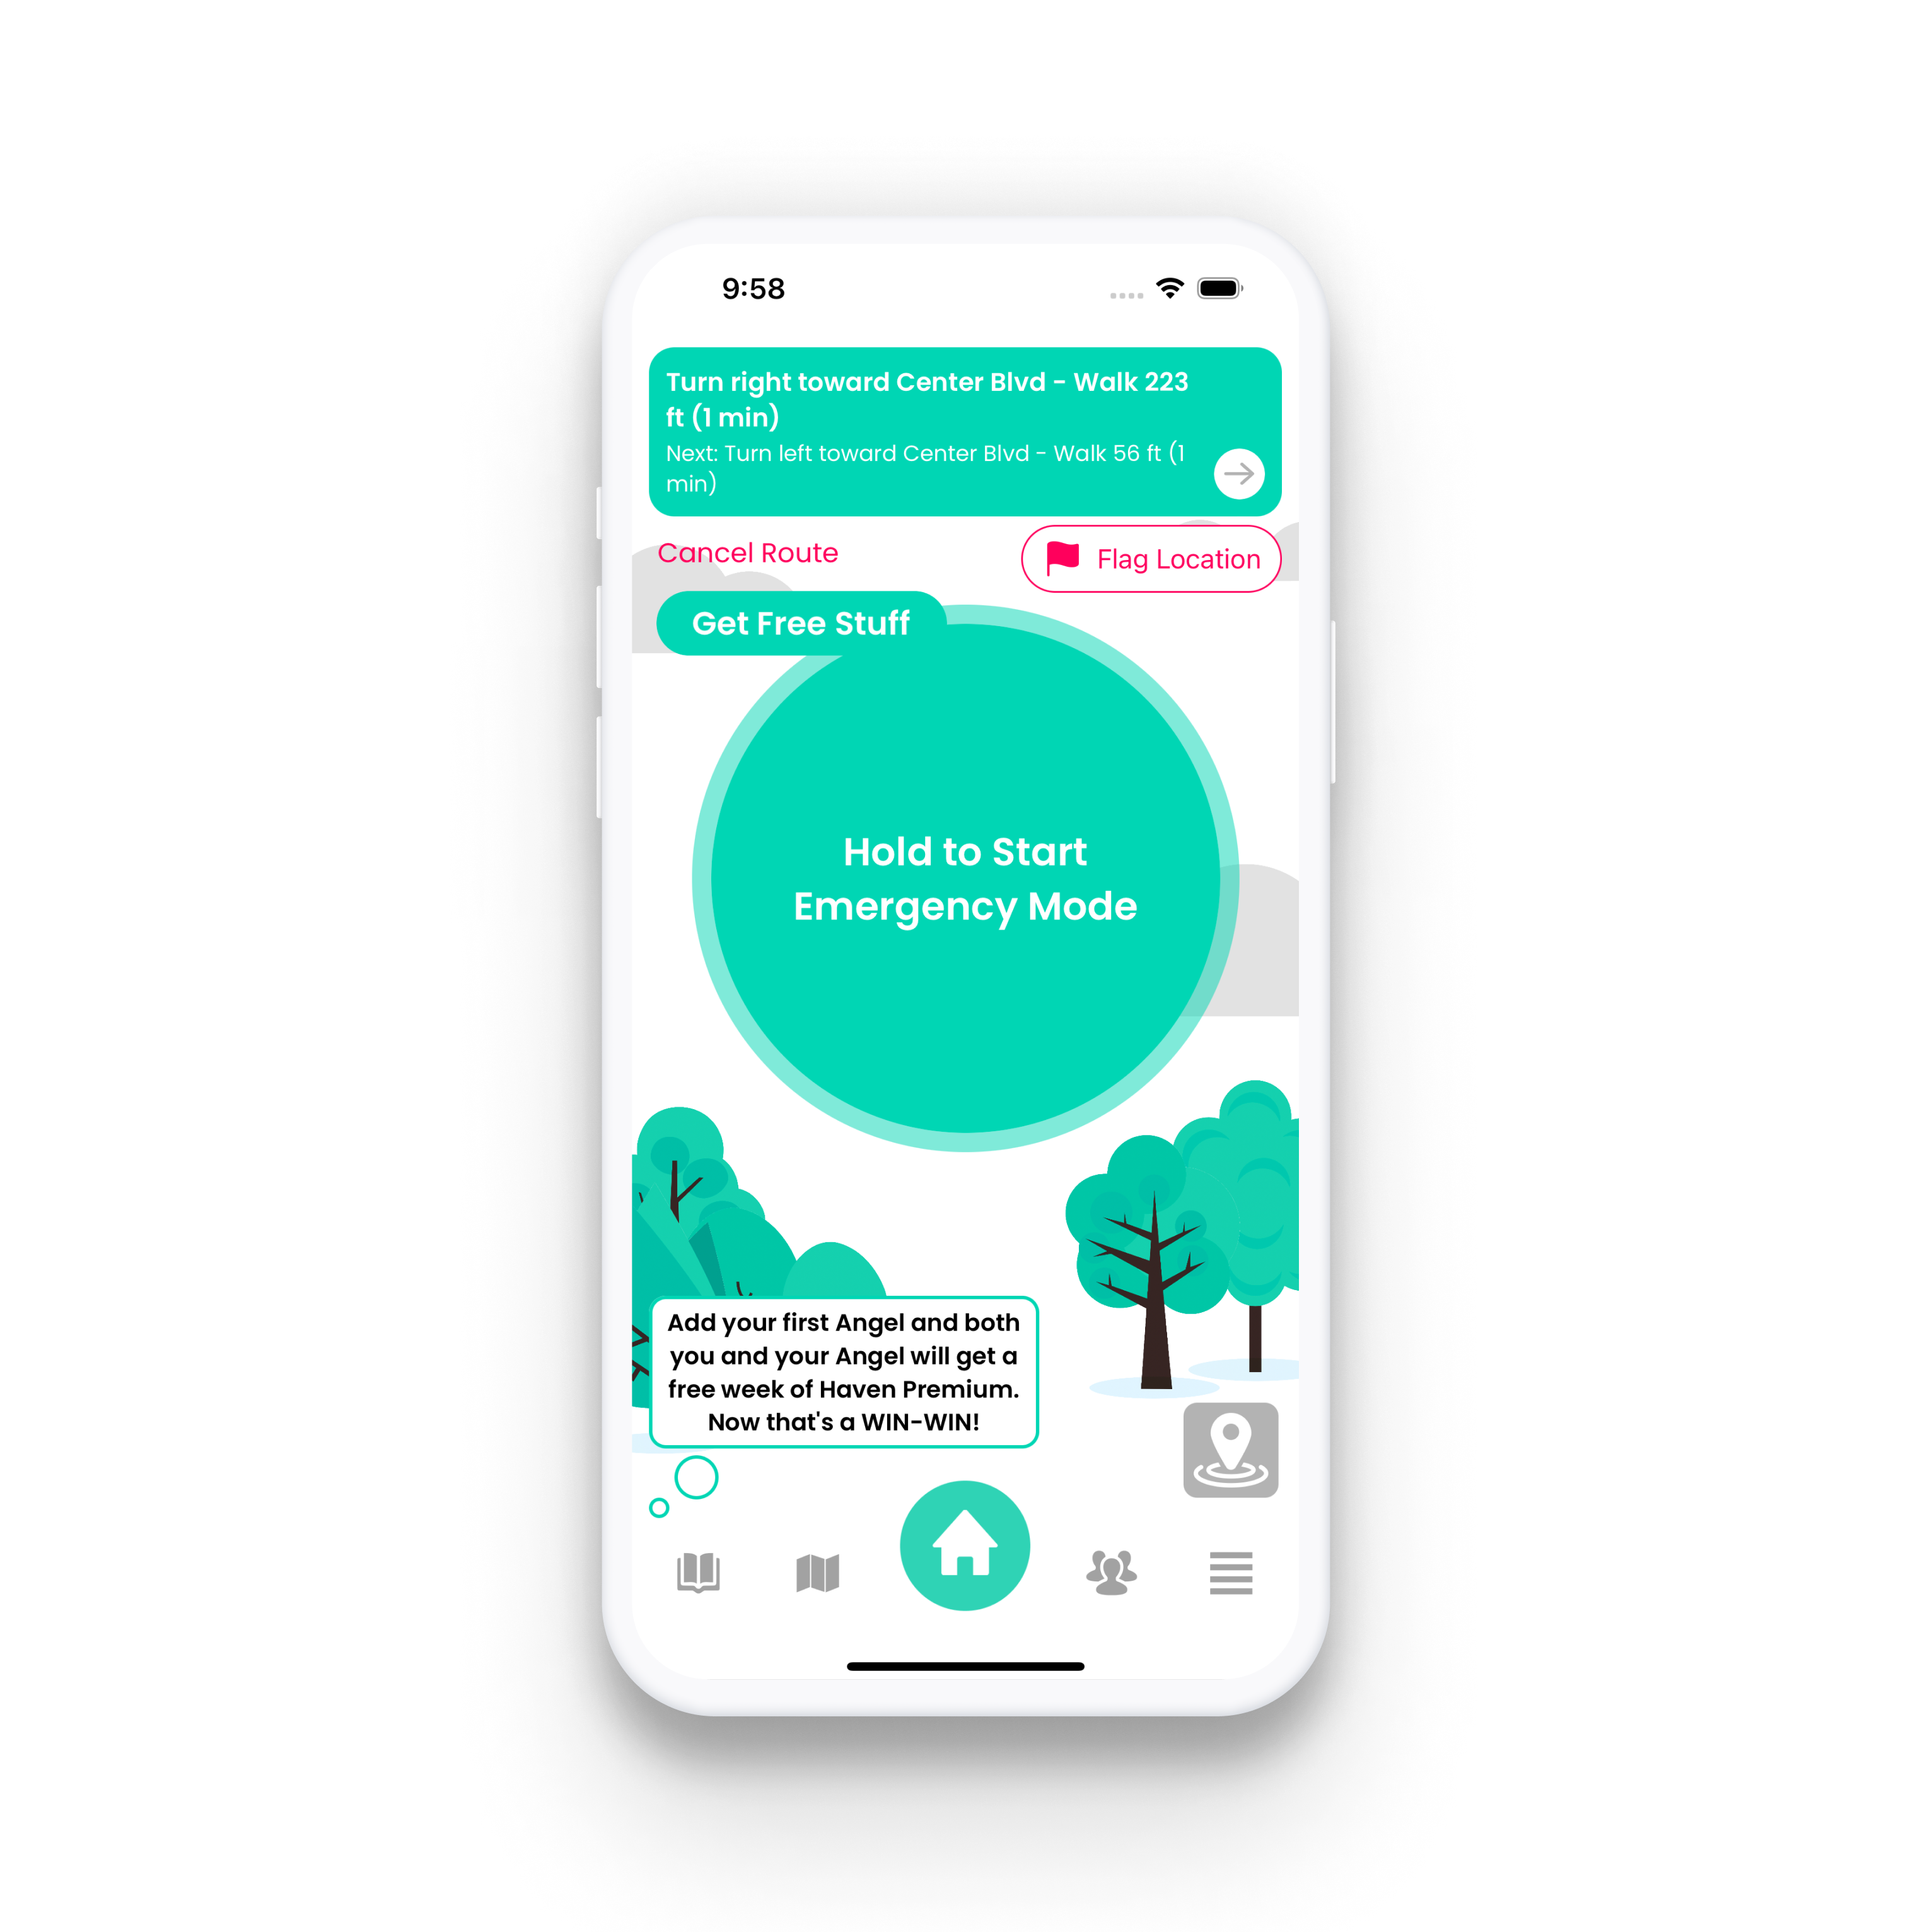 9:58
Turn right toward Center Blvd - Walk 223
ft (1 min)
Next: Turn left toward Center Blvd - Walk 56 ft (1
min)
Cancel Route
Flag Location
Get Free Stuff
Hold to Start
Emergency Mode
Add your first Angel and both
you and your Angel will get a
free week of Haven Premium.
Now that's a WIN-WIN!